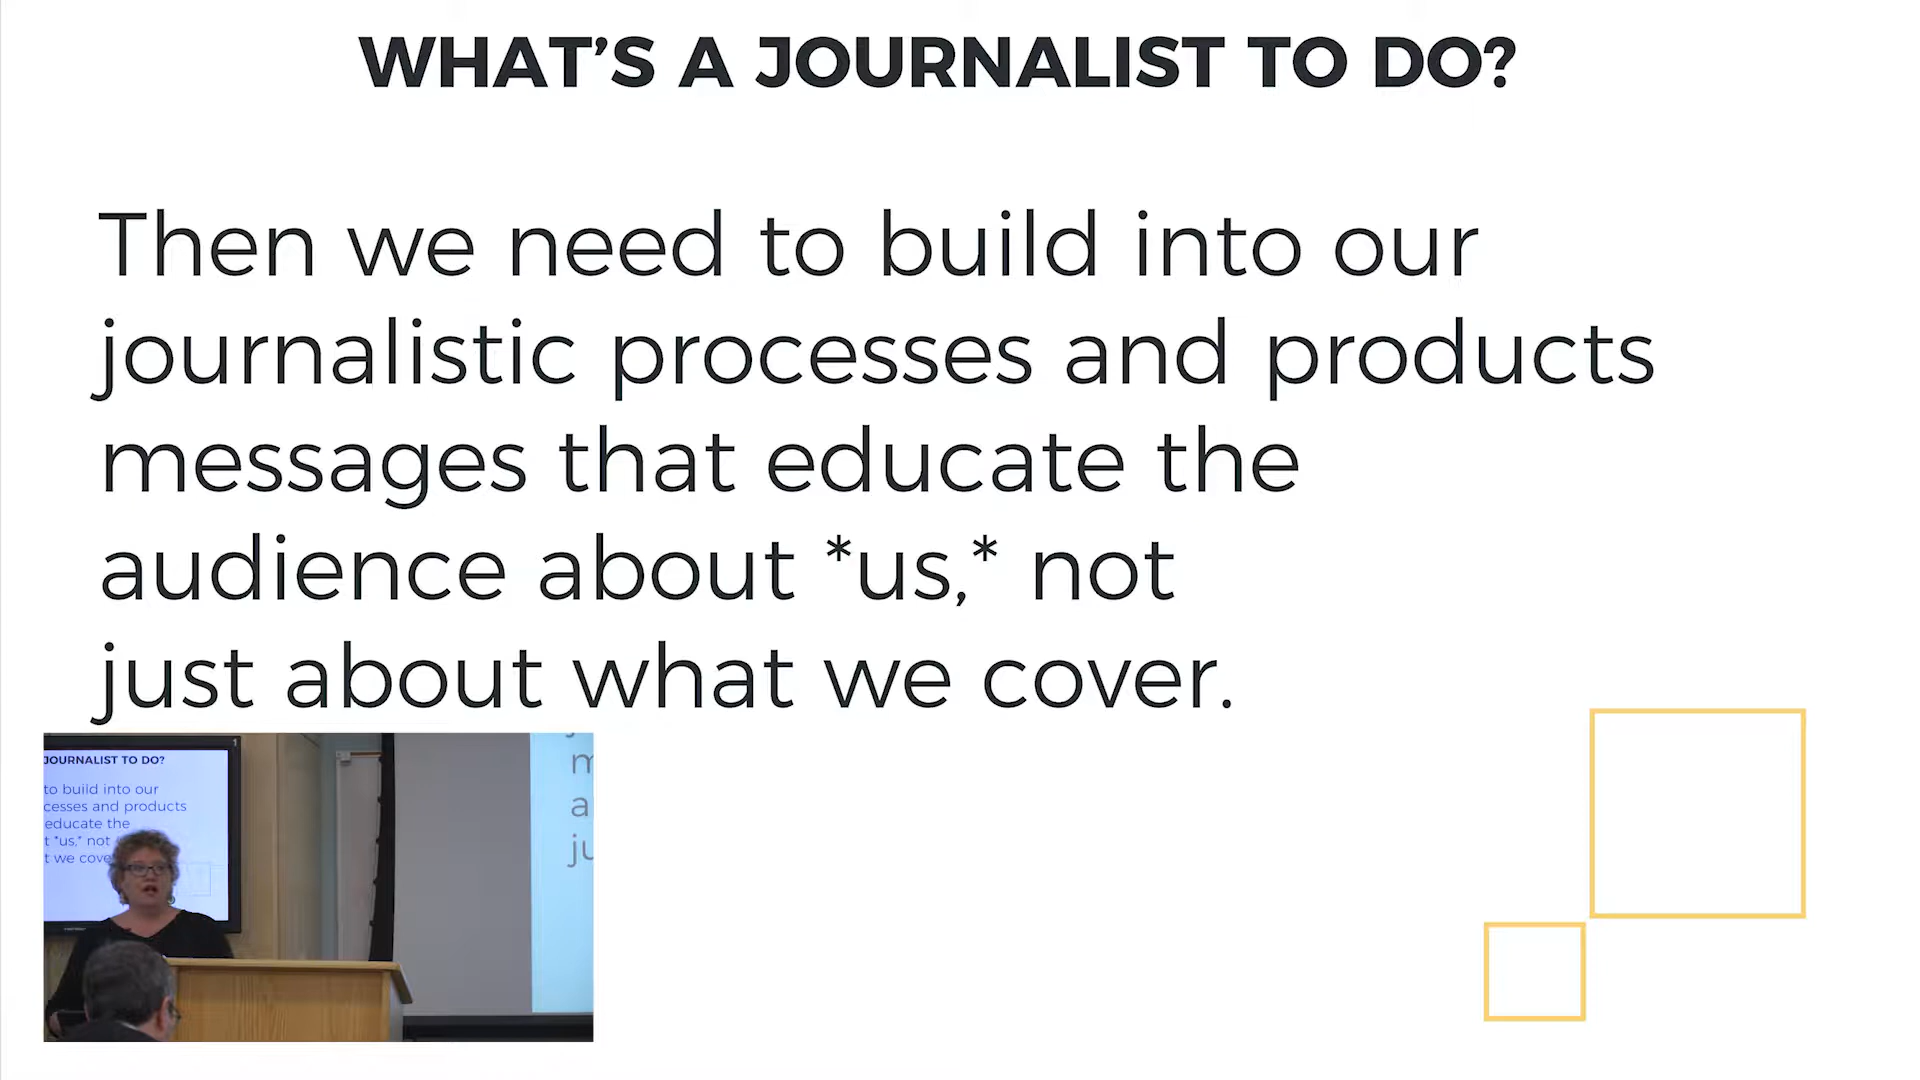 WHAT’S A JOURNALIST TO DO?
Then we need to build into our
journalistic processes and products
messages that educate the
audience about *us,* not
just about what we cover.
JOURNALIST TO DO?
to build into our
cesses and products
educate the
t *us,* not
t we cove
m
a
ju